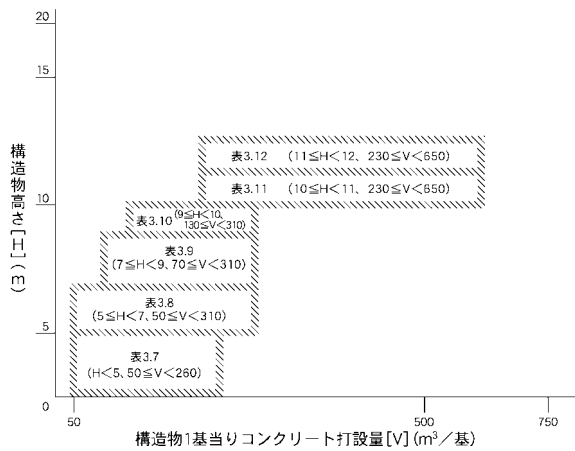 20
15
表3.12 (11≦H<12、230≦V<650)
表3.11 (10≦H<11、230≦V<650)
10
表3.10 (9≦H<10、
130≦V<310)
表3.9
(7≦H<9、70≦V<310)
表3.8
(5≦H<7、50≦V<310)
5
表3.7
(H<5、50≦V<260)
0
50
500
750
構造物高さ[H](m)
構造物1基当りコンクリート打設量[V](m³/基)